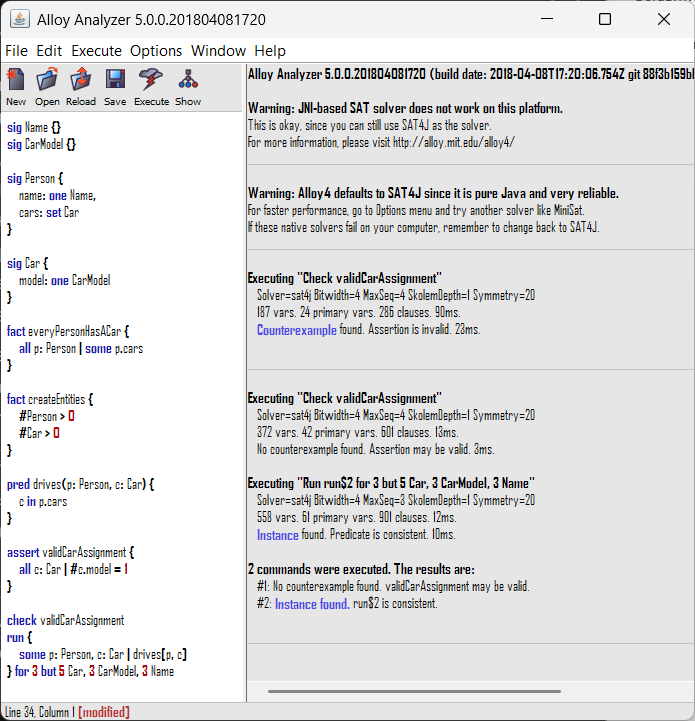 Alloy Analyzer 5.0.0.201804081720
File Edit Execute Options Window Help
New Open Reload Save Execute Show
sig Name {}
sig CarModel {}
sig Person {
name: one Name,
cars: set Car
}
sig Car {
model: one CarModel
}
fact everyPersonHasACar {
all p: Person | some p.cars
}
fact createEntities {
#Person > 0
#Car > 0
}
pred drives(p: Person, c: Car) {
c in p.cars
}
assert validCarAssignment {
all c: Car | #c.model = 1
}
check validCarAssignment
run {
some p: Person, c: Car | drives[p, c]
} for 3 but 5 Car, 3 CarModel, 3 Name
Alloy Analyzer 5.0.0.201804081720 (build date: 2018-04-08T17:20:06.754Z git 88f3b159b
Warning: JNI-based SAT solver does not work on this platform.
This is okay, since you can still use SAT4J as the solver.
For more information, please visit http://alloy.mit.edu/alloy4/
Warning: Alloy4 defaults to SAT4J since it is pure Java and very reliable.
For faster performance, go to Options menu and try another solver like MiniSat.
If these native solvers fail on your computer, remember to change back to SAT4J.
Executing "Check validCarAssignment"
Solver=sat4j Bitwidth=4 MaxSeq=4 SkolemDepth=1 Symmetry=20
187 vars. 24 primary vars. 286 clauses. 90ms.
Counterexample found. Assertion is invalid. 23ms.
Executing "Check validCarAssignment"
Solver=sat4j Bitwidth=4 MaxSeq=4 SkolemDepth=1 Symmetry=20
372 vars. 42 primary vars. 601 clauses. 13ms.
No counterexample found. Assertion may be valid. 3ms.
Executing "Run run$2 for 3 but 5 Car, 3 CarModel, 3 Name"
Solver=sat4j Bitwidth=4 MaxSeq=3 SkolemDepth=1 Symmetry=20
558 vars. 61 primary vars. 901 clauses. 12ms.
Instance found. Predicate is consistent. 10ms.
2 commands were executed. The results are:
#1: No counterexample found. validCarAssignment may be valid.
#2: Instance found. run$2 is consistent.
Line 34, Column 1 [modified]